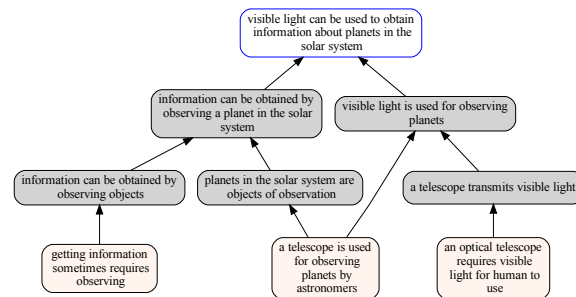 visible light can be used to obtain
information about planets in the
solar system
information can be obtained by
observing a planet in the solar
system
visible light is used for observing
planets
information can be obtained by
observing objects
planets in the solar system are
objects of observation
a telescope transmits visible light
getting information
sometimes requires
observing
a telescope is used
for observing
planets by
astronomers
an optical telescope
requires visible
light for human to
use